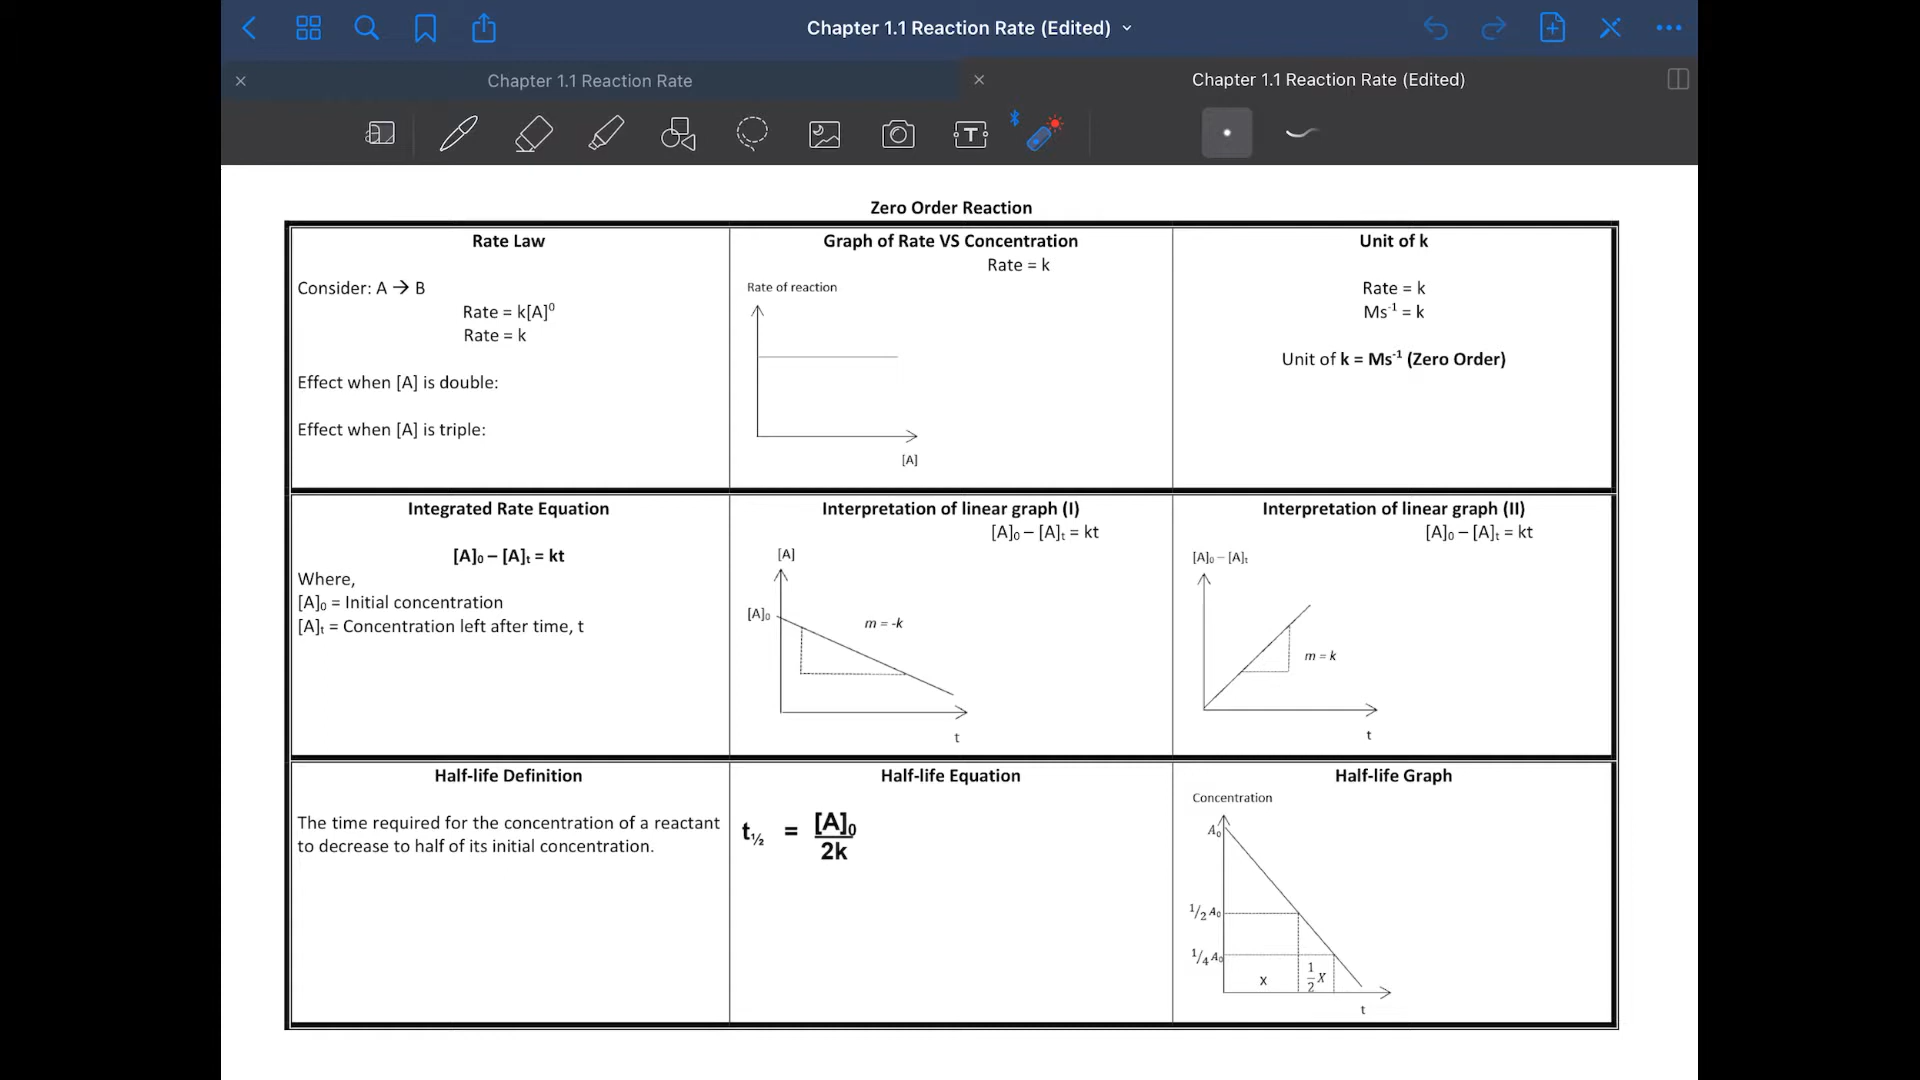 Chapter 1.1 Reaction Rate (Edited)
Chapter 1.1 Reaction Rate
Chapter 1.1 Reaction Rate (Edited)
Zero Order Reaction
Rate Law
Consider: A → B
Rate = k[A]⁰
Rate = k
Effect when [A] is double:
Effect when [A] is triple:
Graph of Rate VS Concentration
Rate = k
Rate of reaction
[A]
Unit of k
Rate = k
Ms⁻¹ = k
Unit of k = Ms⁻¹ (Zero Order)
Integrated Rate Equation
[A]₀ – [A]ₜ = kt
Where,
[A]₀ = Initial concentration
[A]ₜ = Concentration left after time, t
Interpretation of linear graph (I)
[A]₀ – [A]ₜ = kt
[A]
[A]₀
m = -k
t
Interpretation of linear graph (II)
[A]₀ – [A]ₜ = kt
[A]₀ – [A]ₜ
m = k
t
Half-life Definition
The time required for the concentration of a reactant
to decrease to half of its initial concentration.
Half-life Equation
t½ = [A]₀
2k
Half-life Graph
Concentration
A₀
1/2 A₀
1/4 A₀
x
1/2 X
t